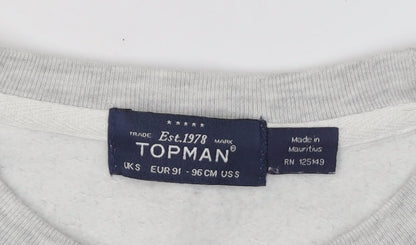 ★★★★★
TRADE Est.1978 MARK
TOPMAN®
UK S EUR 91 - 96 CM US S
Made in
Mauritius
RN 125149